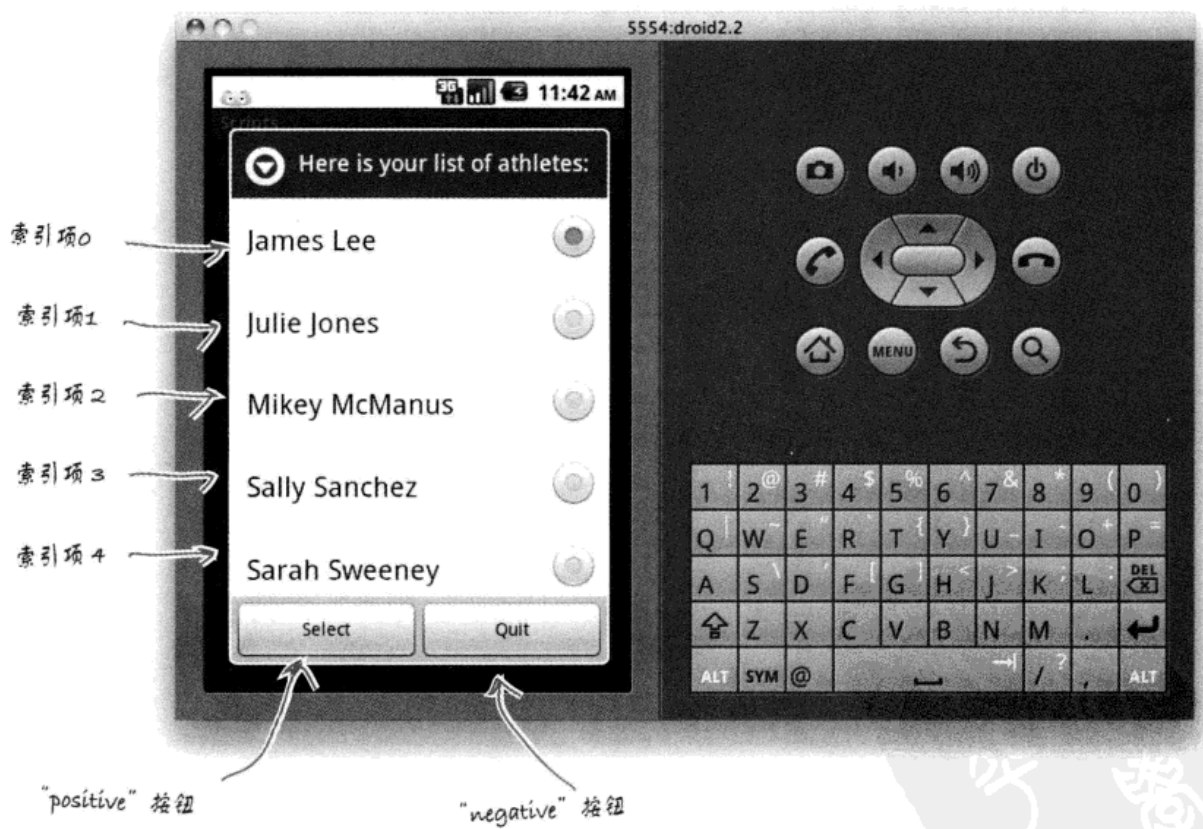 5554:droid2.2
3G
11:42 AM
Scripts
Here is your list of athletes:
索引项0
James Lee
索引项1
Julie Jones
索引项2
Mikey McManus
索引项3
Sally Sanchez
索引项4
Sarah Sweeney
Select
Quit
"positive" 按钮
"negative" 按钮
MENU
1 ! 2 @ 3 # 4 $ 5 % 6 ^ 7 & 8 * 9 ( 0 )
Q | W ~ E " R ` T { Y } U _ I - O + P =
A S \ D ' F [ G ] H < J > K ; L : DEL
Z X C V B N M .
ALT SYM @ / ? , ALT